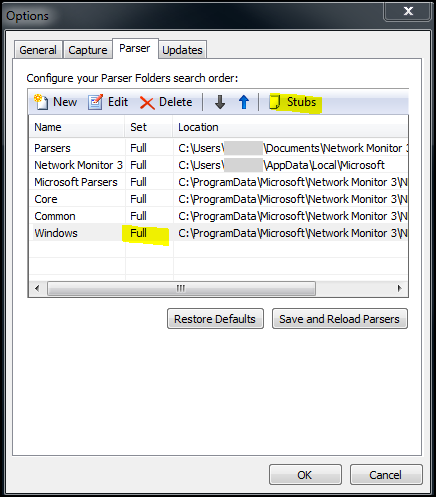 Options
General Capture Parser Updates
Configure your Parser Folders search order:
New Edit Delete Stubs
Name Set Location
Parsers Full C:\Users\ \Documents\Network Monitor 3
Network Monitor 3 Full C:\Users\ \AppData\Local\Microsoft
Microsoft Parsers Full C:\ProgramData\Microsoft\Network Monitor 3\N
Core Full C:\ProgramData\Microsoft\Network Monitor 3\N
Common Full C:\ProgramData\Microsoft\Network Monitor 3\N
Windows Full C:\ProgramData\Microsoft\Network Monitor 3\N
Restore Defaults Save and Reload Parsers
OK Cancel